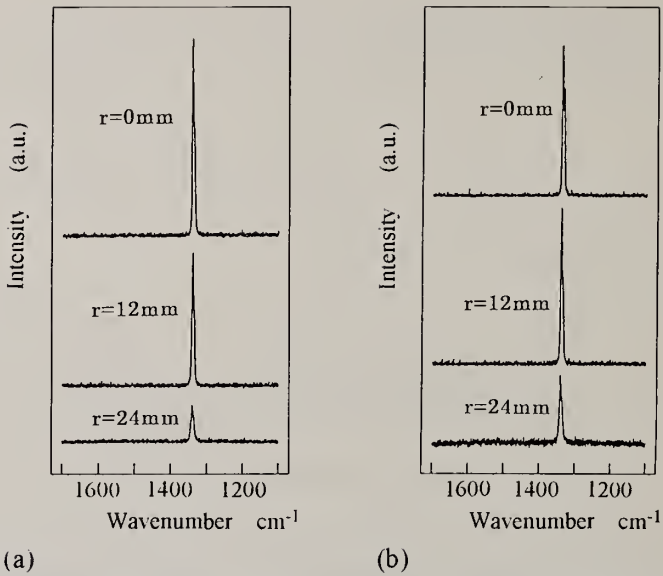 Intensity (a.u.)
r=0mm
r=12mm
r=24mm
1600 1400 1200
Wavenumber cm-1
(a)
Intensity (a.u.)
r=0mm
r=12mm
r=24mm
1600 1400 1200
Wavenumber cm-1
(b)